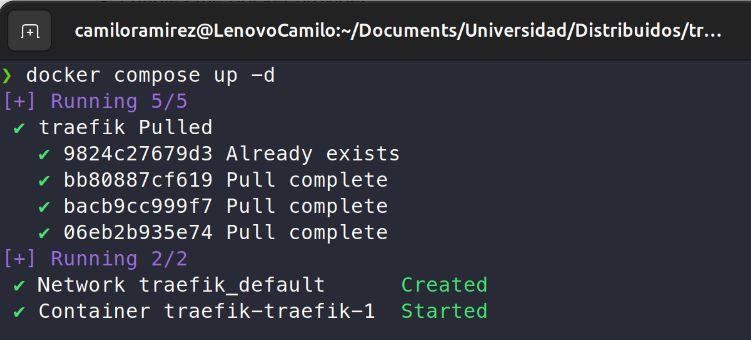 camiloramirez@LenovoCamilo:~/Documents/Universidad/Distribuidos/tr...
❯ docker compose up -d
[+] Running 5/5
✔ traefik Pulled
✔ 9824c27679d3 Already exists
✔ bb80887cf619 Pull complete
✔ bacb9cc999f7 Pull complete
✔ 06eb2b935e74 Pull complete
[+] Running 2/2
✔ Network traefik_default Created
✔ Container traefik-traefik-1 Started